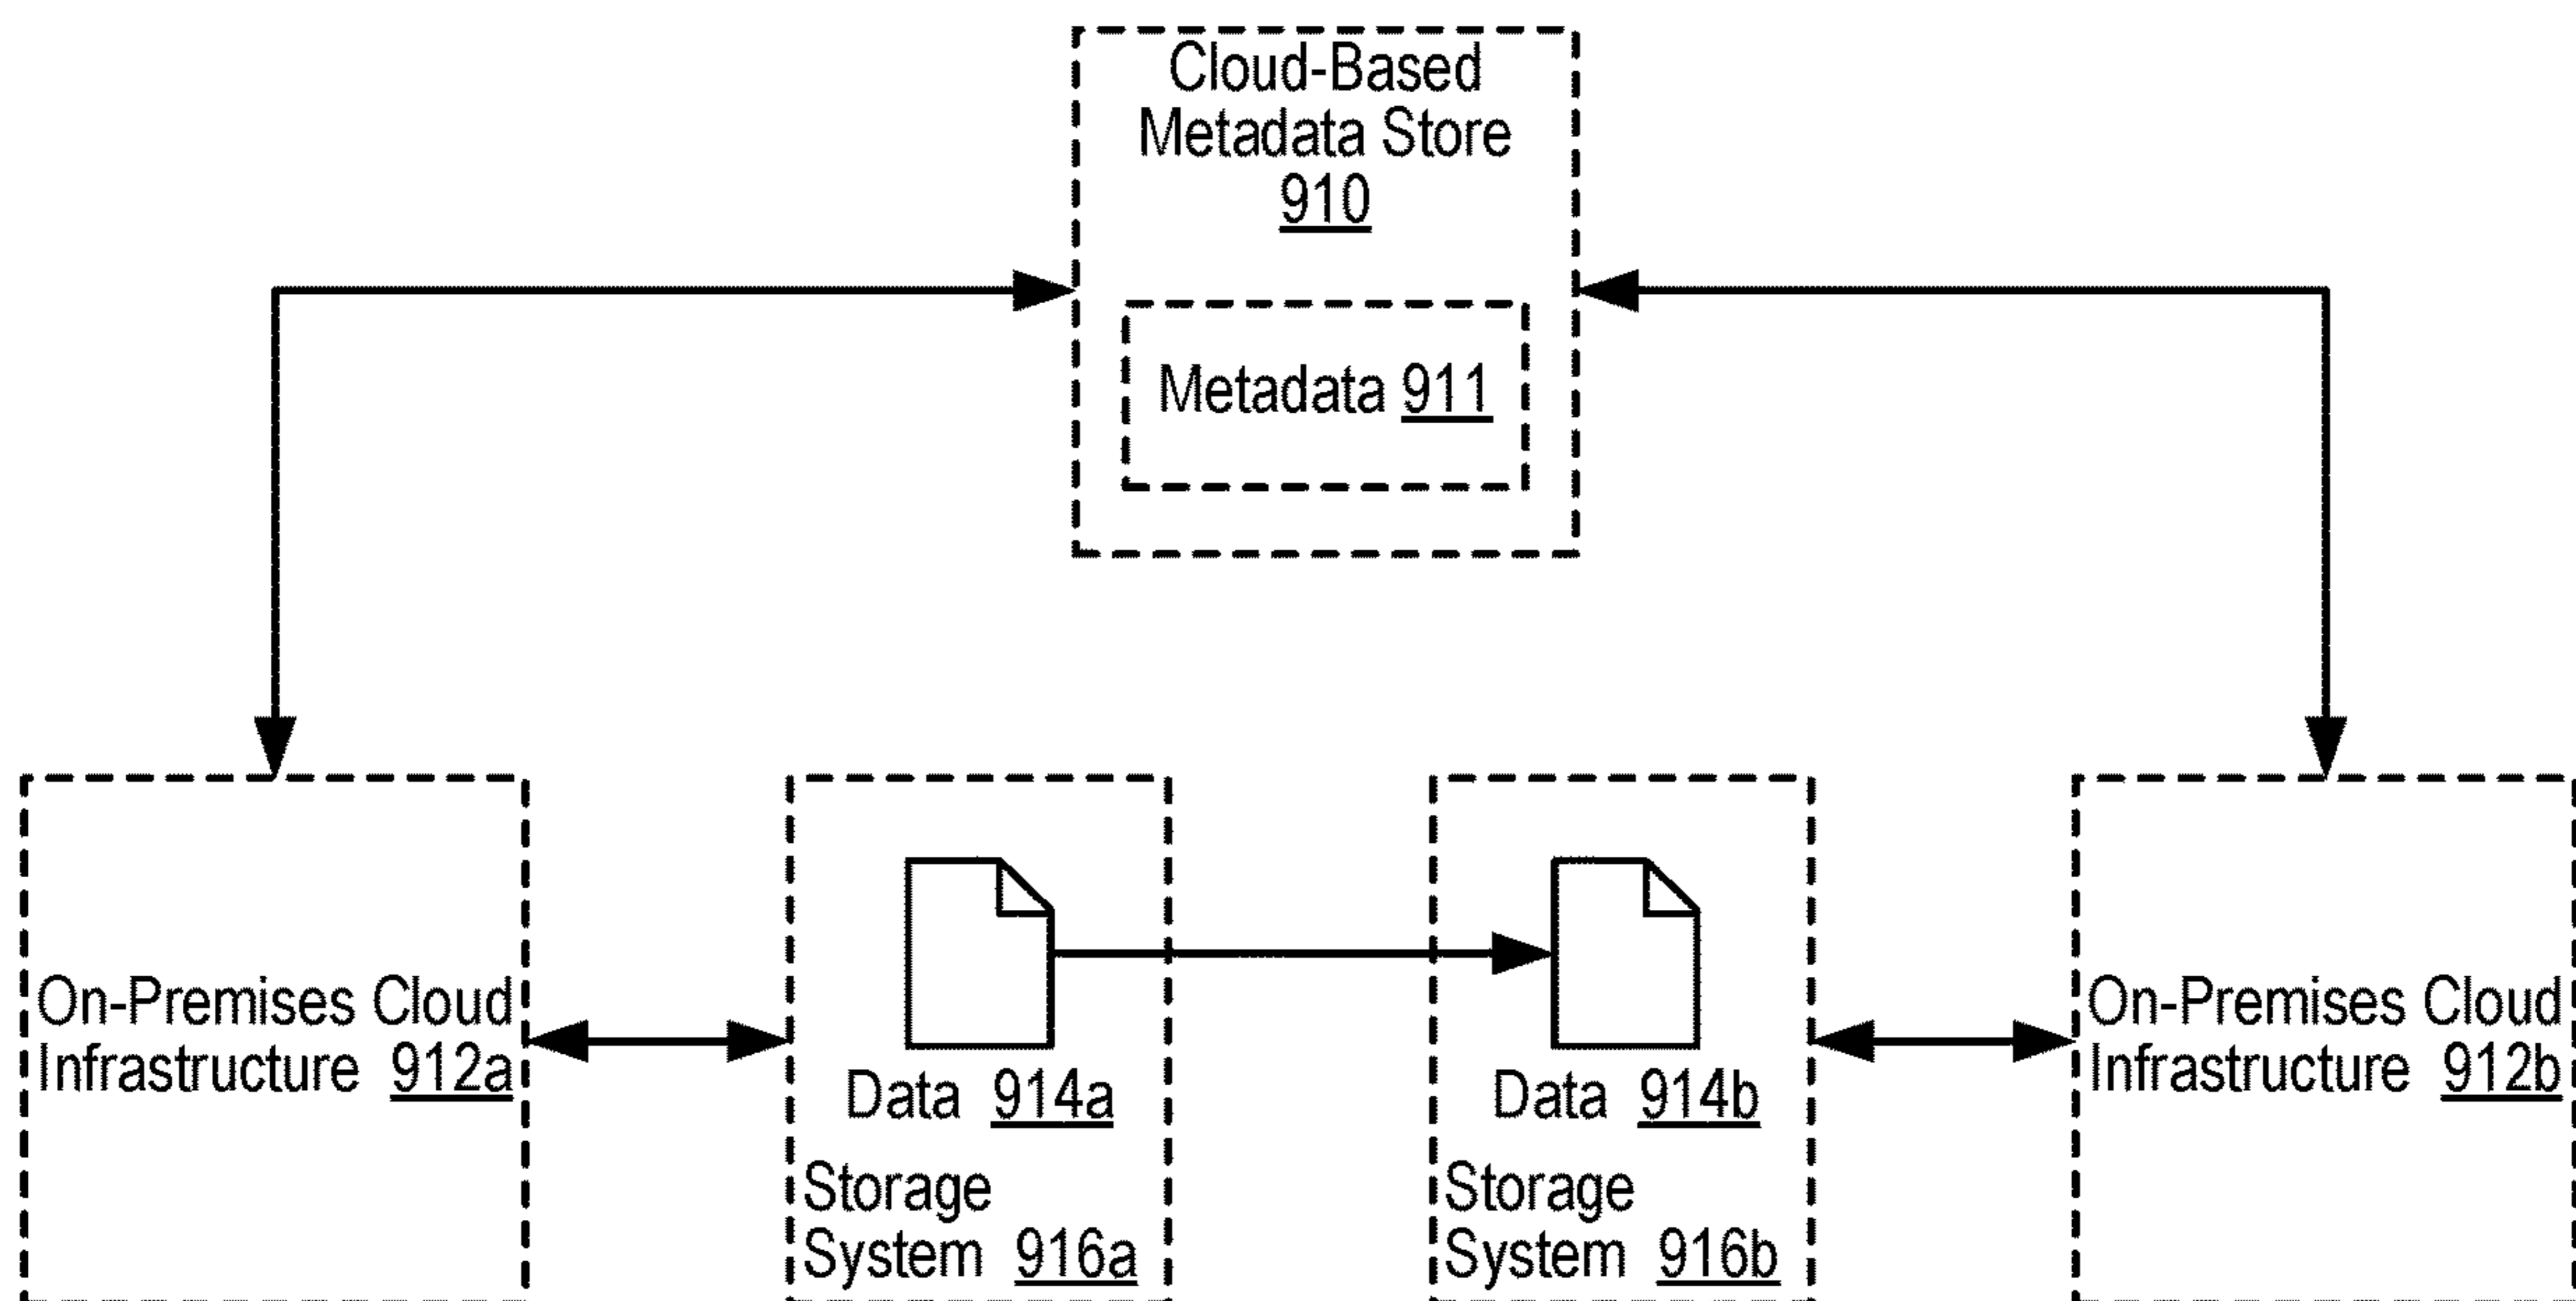 Cloud-Based
Metadata Store
910
Metadata 911
On-Premises Cloud
Infrastructure 912a
Data 914a
Storage
System 916a
Data 914b
Storage
System 916b
On-Premises Cloud
Infrastructure 912b